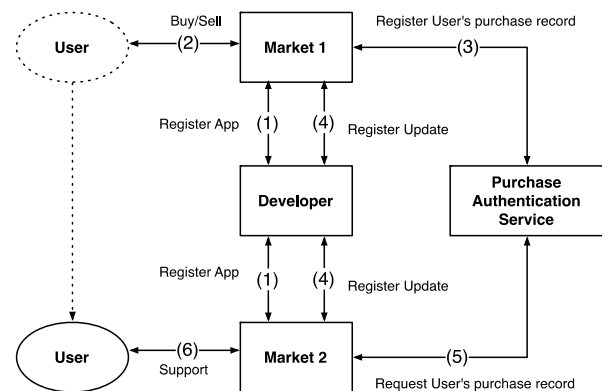 Buy/Sell
Register User's purchase record
User
(2)
Market 1
(3)
Register App
(1)
(4)
Register Update
Developer
Purchase
Authentication
Service
Register App
(1)
(4)
Register Update
User
(6)
Support
Market 2
(5)
Request User's purchase record